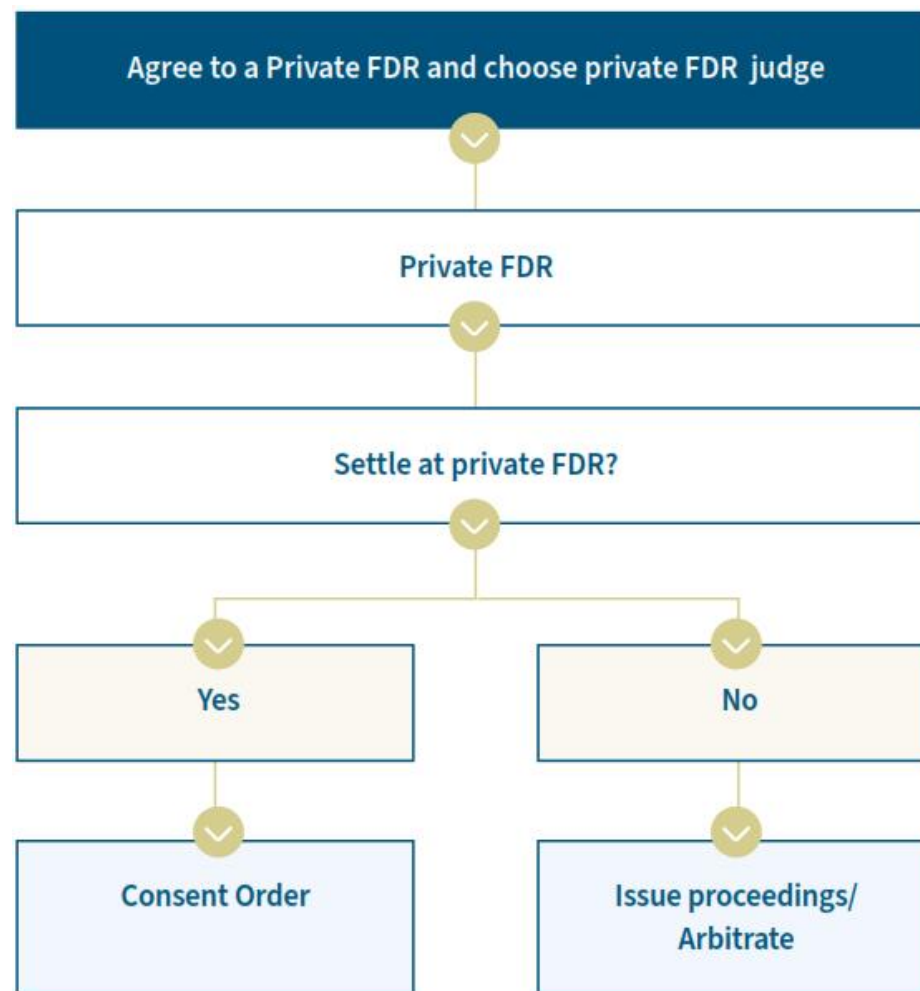 Agree to a Private FDR and choose private FDR judge
Private FDR
Settle at private FDR?
Yes
No
Consent Order
Issue proceedings/
Arbitrate